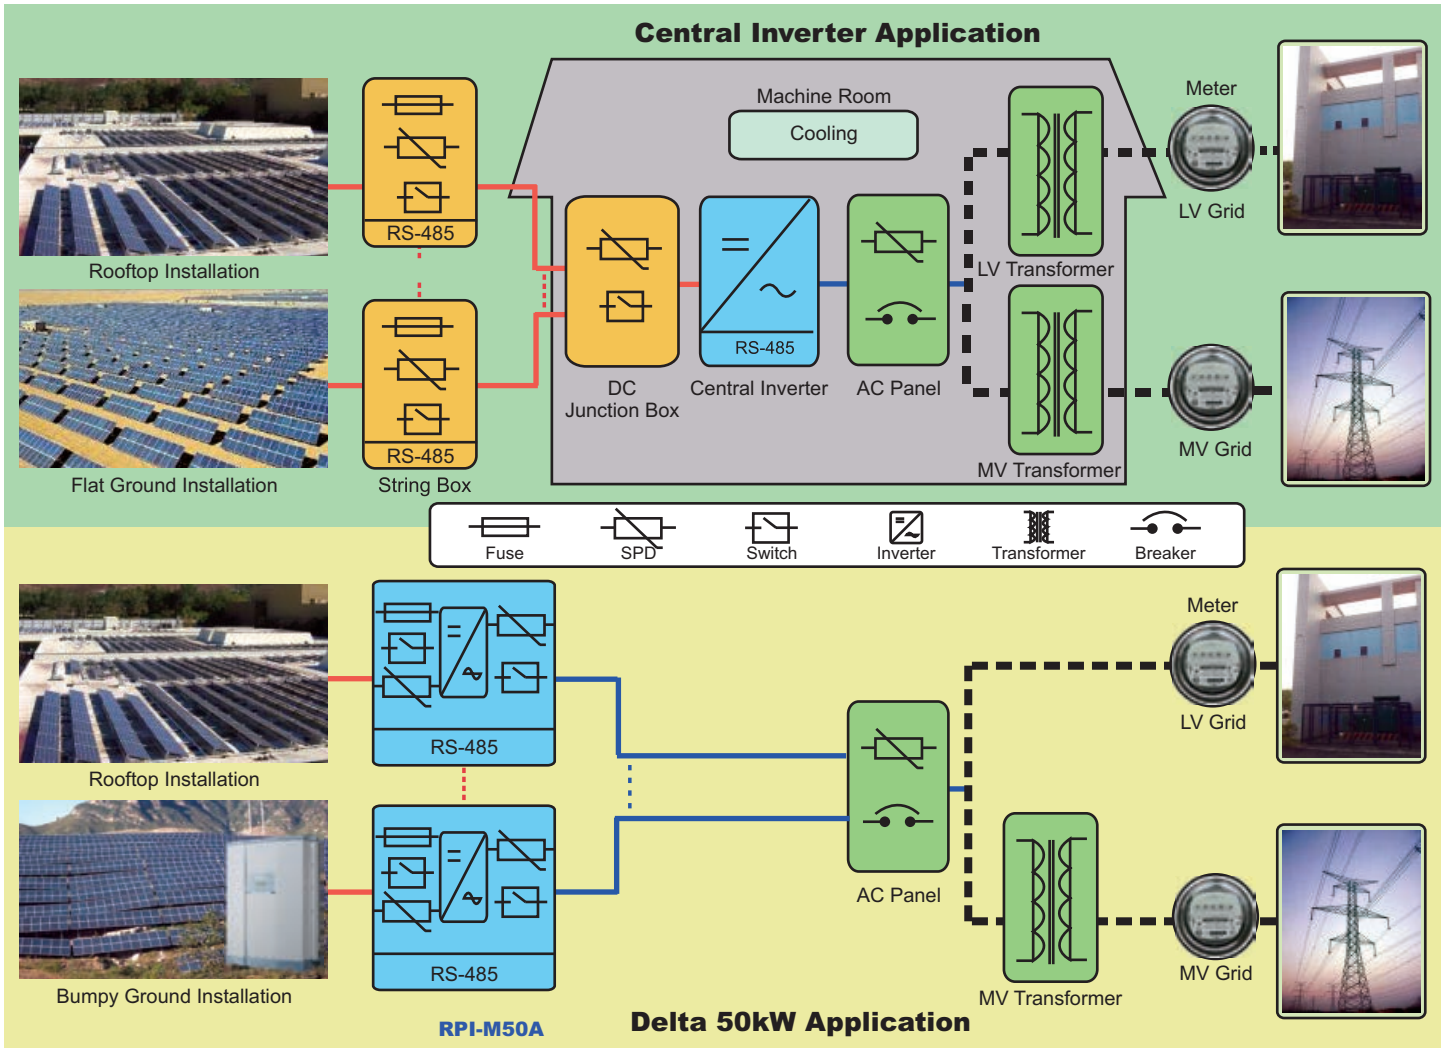 Central Inverter Application
Machine Room
Cooling
Meter
LV Grid
RS-485
Rooftop Installation
LV Transformer
RS-485
RS-485
DC
Junction Box
Central Inverter
AC Panel
MV Grid
MV Transformer
Flat Ground Installation
String Box
Fuse
SPD
Switch
Inverter
Transformer
Breaker
Meter
LV Grid
RS-485
Rooftop Installation
AC Panel
RS-485
MV Grid
Bumpy Ground Installation
MV Transformer
RPI-M50A
Delta 50kW Application